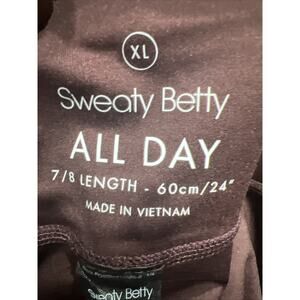 XL
Sweaty Betty
ALL DAY
7/8 LENGTH - 60cm/24"
MADE IN VIETNAM
Sweaty Betty